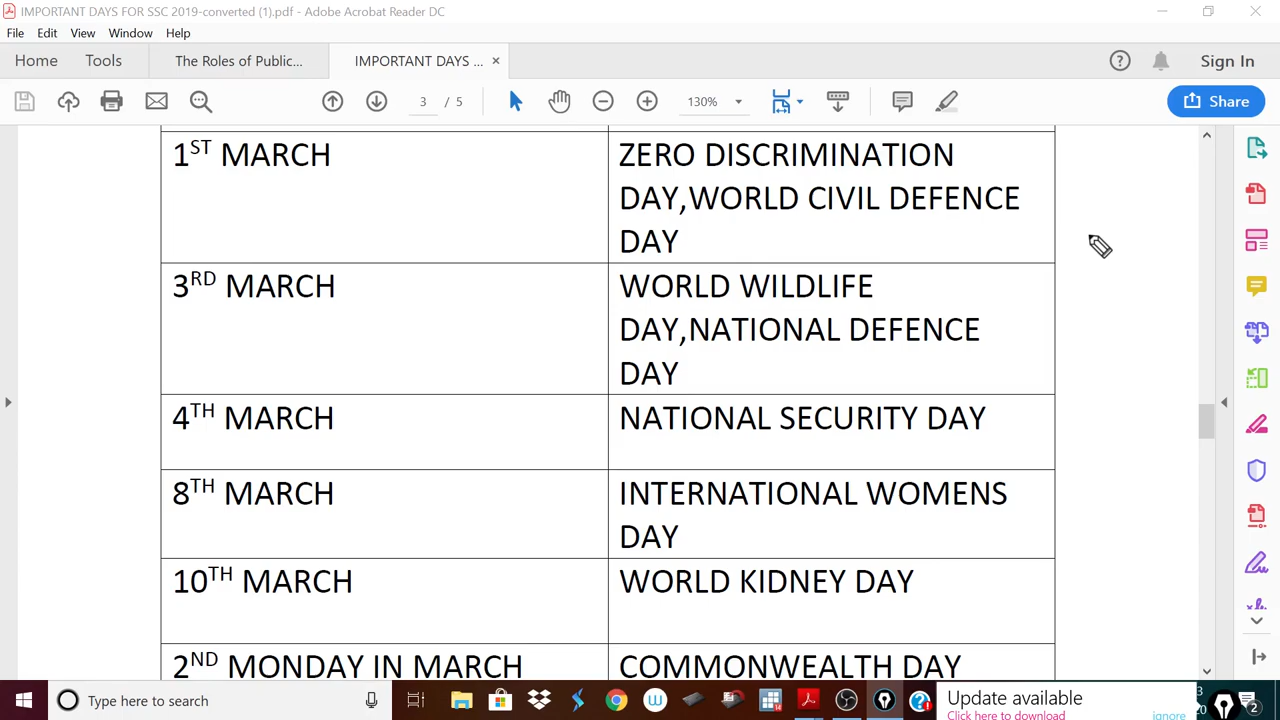 IMPORTANT DAYS FOR SSC 2019-converted (1).pdf - Adobe Acrobat Reader DC
File Edit View Window Help
Home Tools The Roles of Public... IMPORTANT DAYS ... × Sign In
3 / 5 130% Share
1ST MARCH
ZERO DISCRIMINATION
DAY,WORLD CIVIL DEFENCE
DAY
3RD MARCH
WORLD WILDLIFE
DAY,NATIONAL DEFENCE
DAY
4TH MARCH
NATIONAL SECURITY DAY
8TH MARCH
INTERNATIONAL WOMENS
DAY
10TH MARCH
WORLD KIDNEY DAY
2ND MONDAY IN MARCH
COMMONWEALTH DAY
Type here to search
Update available
Click here to download
ignore
2